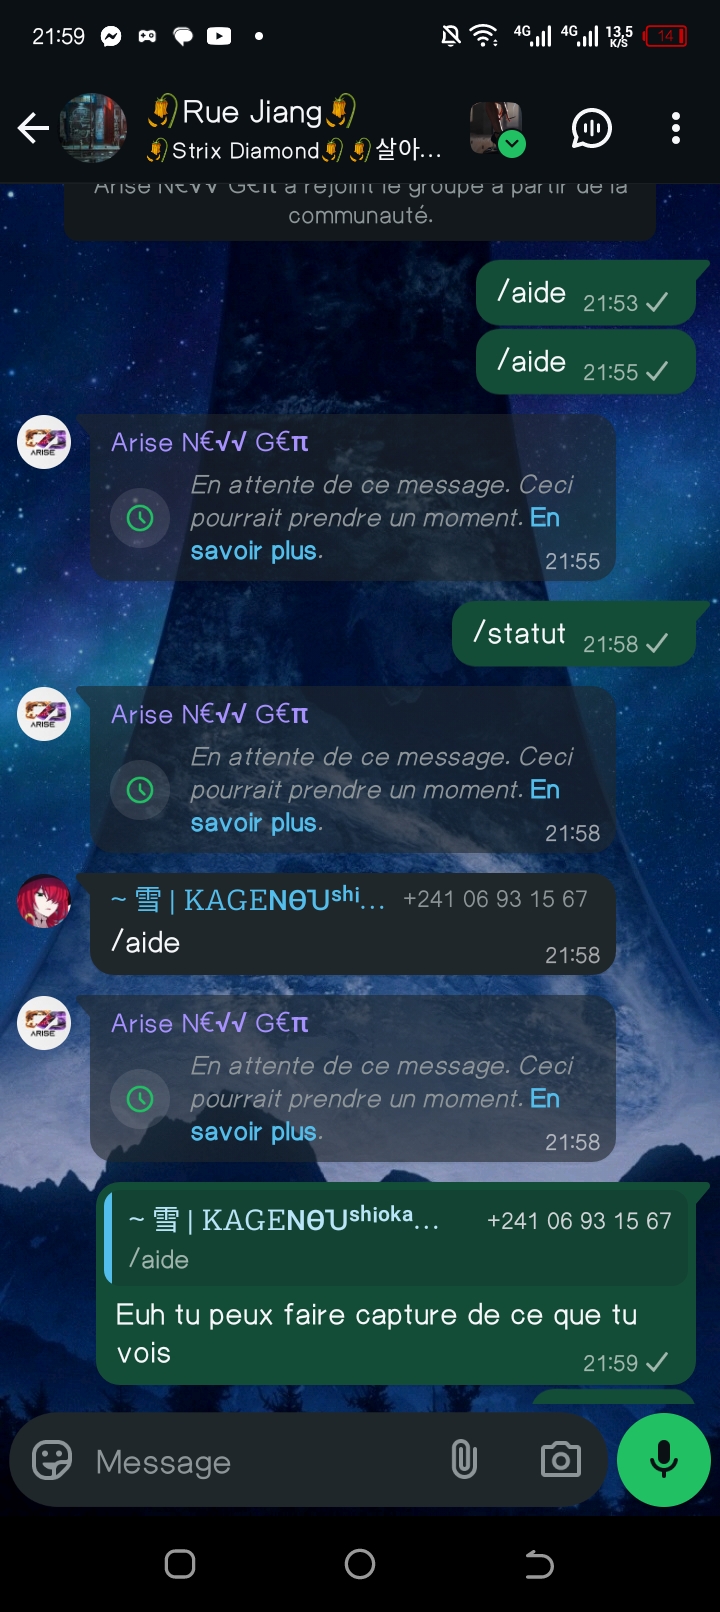 21:59
4G
4G
13,5
K/S
14
Rue Jiang
Strix Diamond 살아...
Arise N€√√ G€π a rejoint le groupe à partir de la
communauté.
/aide 21:53
/aide 21:55
ARISE
Arise N€√√ G€π
En attente de ce message. Ceci
pourrait prendre un moment. En
savoir plus.
21:55
/statut 21:58
ARISE
Arise N€√√ G€π
En attente de ce message. Ceci
pourrait prendre un moment. En
savoir plus.
21:58
~ 雪 | KAGENѲႮˢʰⁱ... +241 06 93 15 67
/aide
21:58
ARISE
Arise N€√√ G€π
En attente de ce message. Ceci
pourrait prendre un moment. En
savoir plus.
21:58
~ 雪 | KAGENѲႮˢʰⁱᵒᵏᵃ... +241 06 93 15 67
/aide
Euh tu peux faire capture de ce que tu
vois
21:59
Message